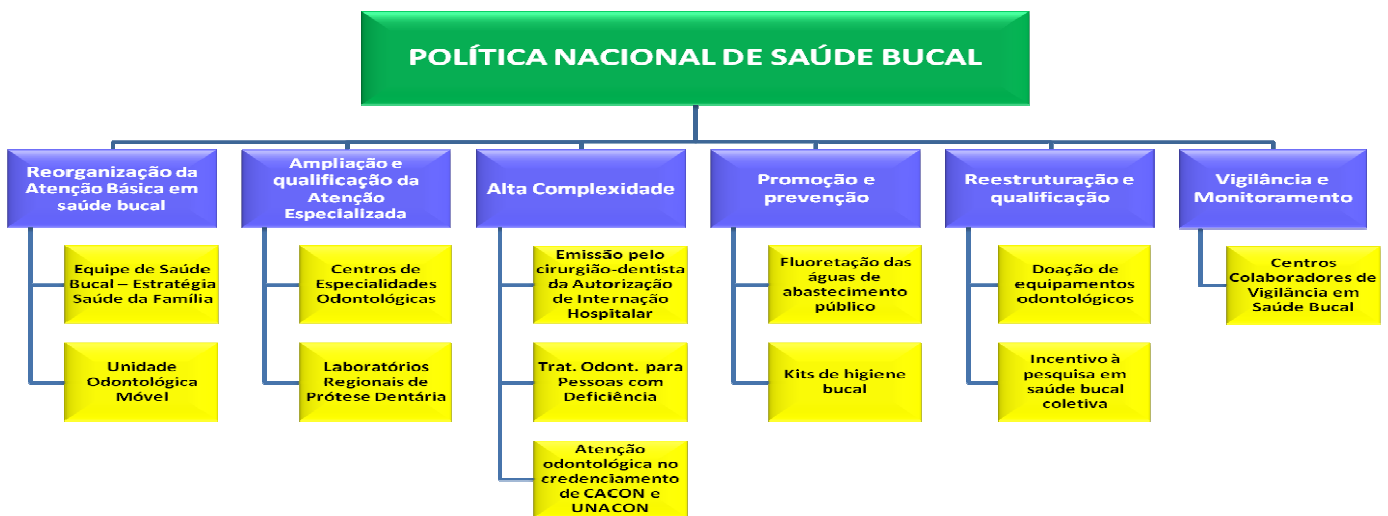 POLÍTICA NACIONAL DE SAÚDE BUCAL
Reorganização da
Atenção Básica em
saúde bucal
Equipe de Saúde
Bucal – Estratégia
Saúde da Família
Unidade
Odontológica
Móvel
Ampliação e
qualificação da
Atenção
Especializada
Centros de
Especialidades
Odontológicas
Laboratórios
Regionais de
Prótese Dentária
Alta Complexidade
Emissão pelo
cirurgião-dentista
da Autorização
de Internação
Hospitalar
Trat. Odont. para
Pessoas com
Deficiência
Atenção
odontológica no
credenciamento
de CACON e
UNACON
Promoção e
prevenção
Fluoretação das
águas de
abastecimento
público
Kits de higiene
bucal
Reestruturação e
qualificação
Doação de
equipamentos
odontológicos
Incentivo à
pesquisa em
saúde bucal
coletiva
Vigilância e
Monitoramento
Centros
Colaboradores de
Vigilância em
Saúde Bucal